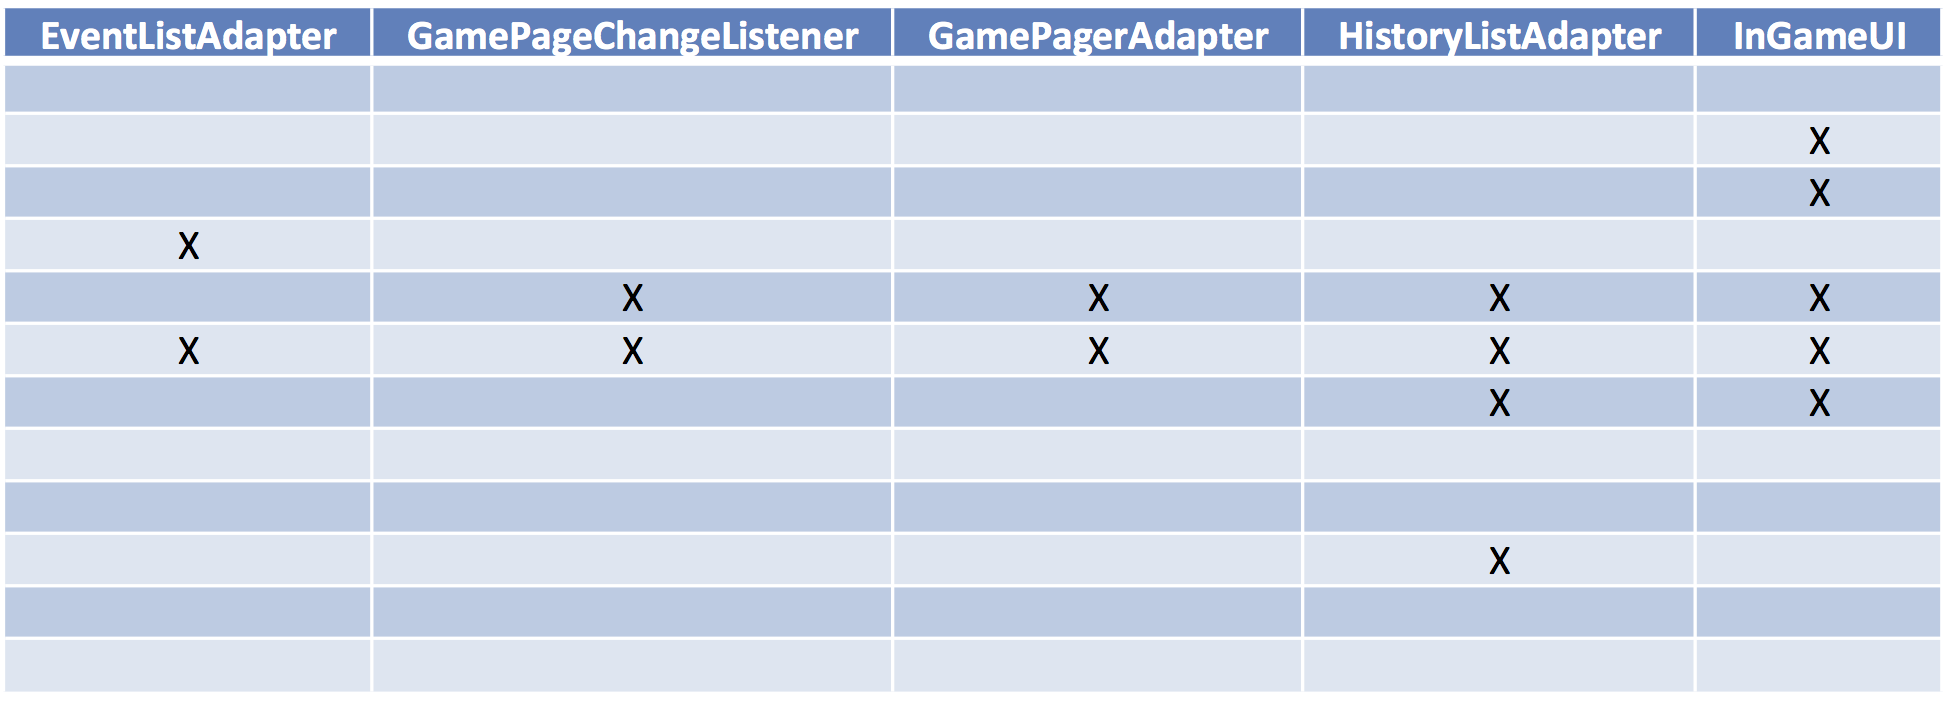 EventListAdapter GamePageChangeListener GamePagerAdapter HistoryListAdapter InGameUI
X
X
X
X X X X
X X X X X
X X
X